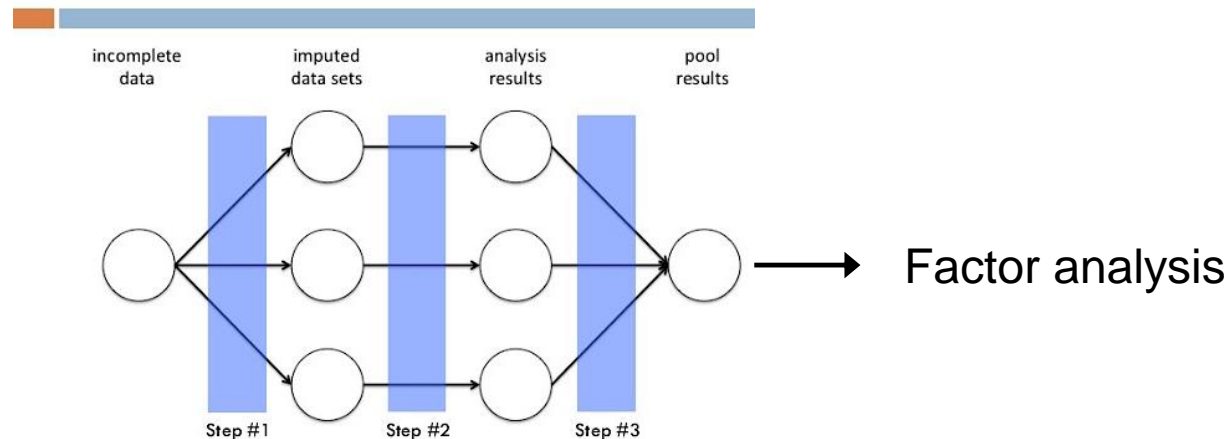 incomplete
data
imputed
data sets
analysis
results
pool
results
Factor analysis
Step #1
Step #2
Step #3